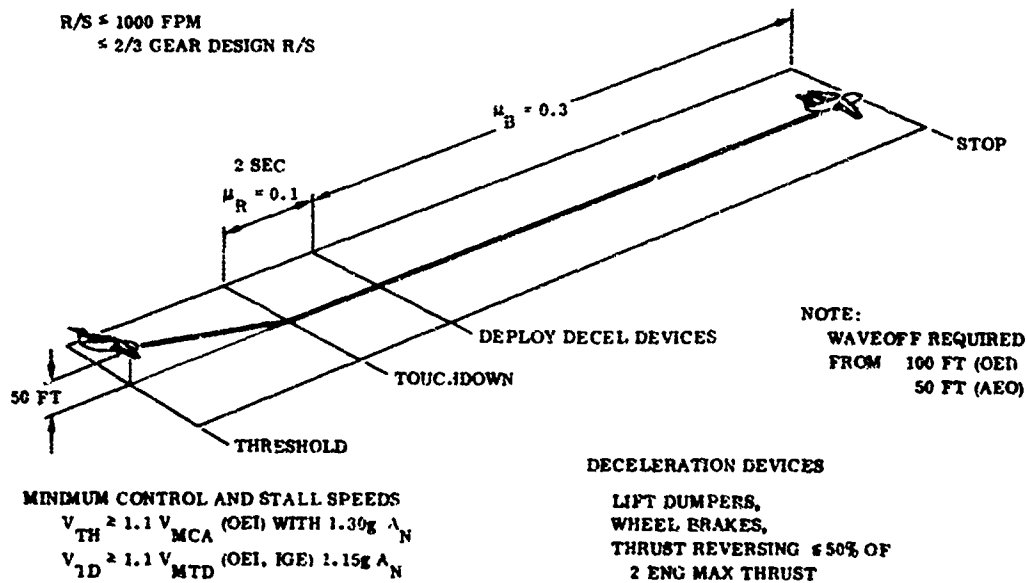 R/S ≤ 1000 FPM
≤ 2/3 GEAR DESIGN R/S
μB = 0.3
2 SEC
μR = 0.1
STOP
DEPLOY DECEL DEVICES
TOUC.IDOWN
50 FT
THRESHOLD
NOTE:
WAVEOFF REQUIRED
FROM 100 FT (OED
50 FT (AEO)
MINIMUM CONTROL AND STALL SPEEDS
VTH ≥ 1.1 VMCA (OEI) WITH 1.30g AN
VTD ≥ 1.1 VMTD (OEI, IGE) 1.15g AN
DECELERATION DEVICES
LIFT DUMPERS,
WHEEL BRAKES,
THRUST REVERSING ≤ 50% OF
2 ENG MAX THRUST